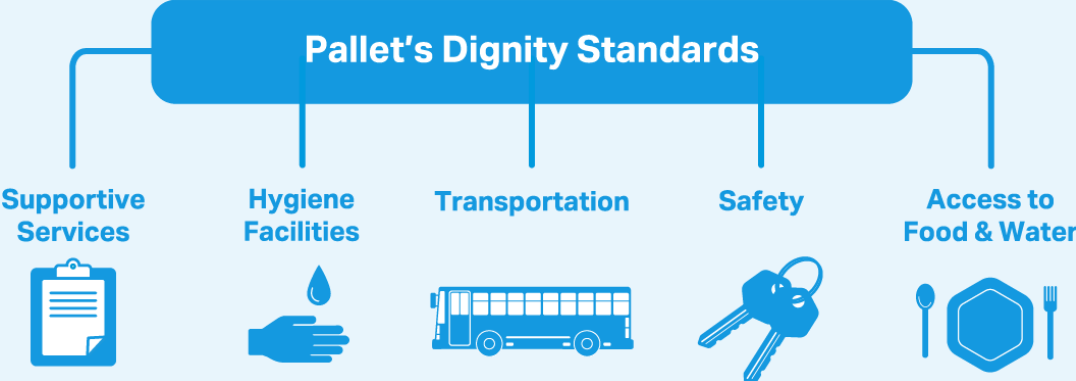 Pallet's Dignity Standards
Supportive
Services
Hygiene
Facilities
Transportation
Safety
Access to
Food & Water